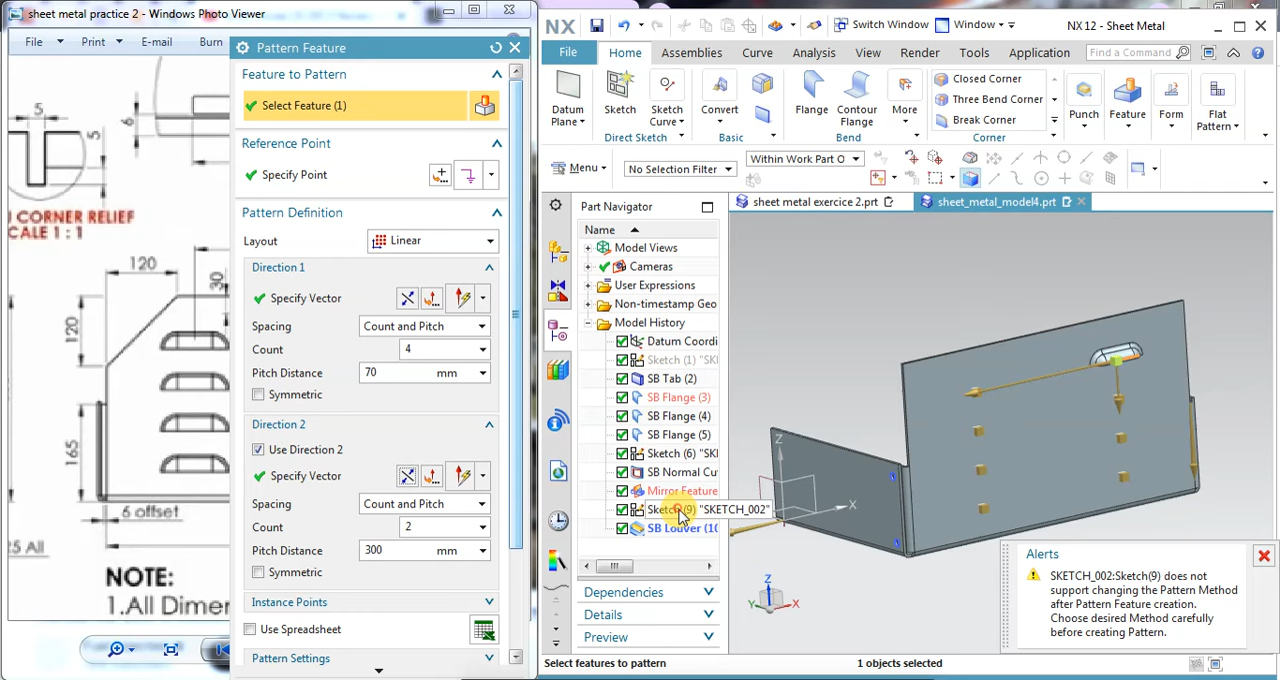 sheet metal practice 2 - Windows Photo Viewer
File
Print
E-mail
Burn
5
5
6
CORNER RELIEF
CALE 1 : 1
120
30
120
165
6 offset
25 All
NOTE:
1.All Dimer
Pattern Feature
Feature to Pattern
Select Feature (1)
Reference Point
Specify Point
Pattern Definition
Layout
Linear
Direction 1
Specify Vector
Spacing
Count and Pitch
Count
4
Pitch Distance
70 mm
Symmetric
Direction 2
Use Direction 2
Specify Vector
Spacing
Count and Pitch
Count
2
Pitch Distance
300 mm
Symmetric
Instance Points
Use Spreadsheet
Pattern Settings
NX
Switch Window
Window
NX 12 - Sheet Metal
File
Home
Assemblies
Curve
Analysis
View
Render
Tools
Application
Find a Command
Datum
Plane
Sketch
Sketch
Curve
Direct Sketch
Convert
Basic
Flange
Contour
Flange
More
Bend
Closed Corner
Three Bend Corner
Break Corner
Corner
Punch
Feature
Form
Flat
Pattern
Menu
No Selection Filter
Within Work Part O
Part Navigator
sheet metal exercice 2.prt
sheet_metal_model4.prt
Name
Model Views
Cameras
User Expressions
Non-timestamp Geo
Model History
Datum Coordi
Sketch (1) "SK
SB Tab (2)
SB Flange (3)
SB Flange (4)
SB Flange (5)
Sketch (6) "SK
SB Normal Cu
Mirror Feature
Sketch (9) "SKETCH_002"
SB Louver (10
Dependencies
Details
Preview
Z
X
Z
Y
X
Alerts
SKETCH_002:Sketch(9) does not
support changing the Pattern Method
after Pattern Feature creation.
Choose desired Method carefully
before creating Pattern.
Select features to pattern
1 objects selected